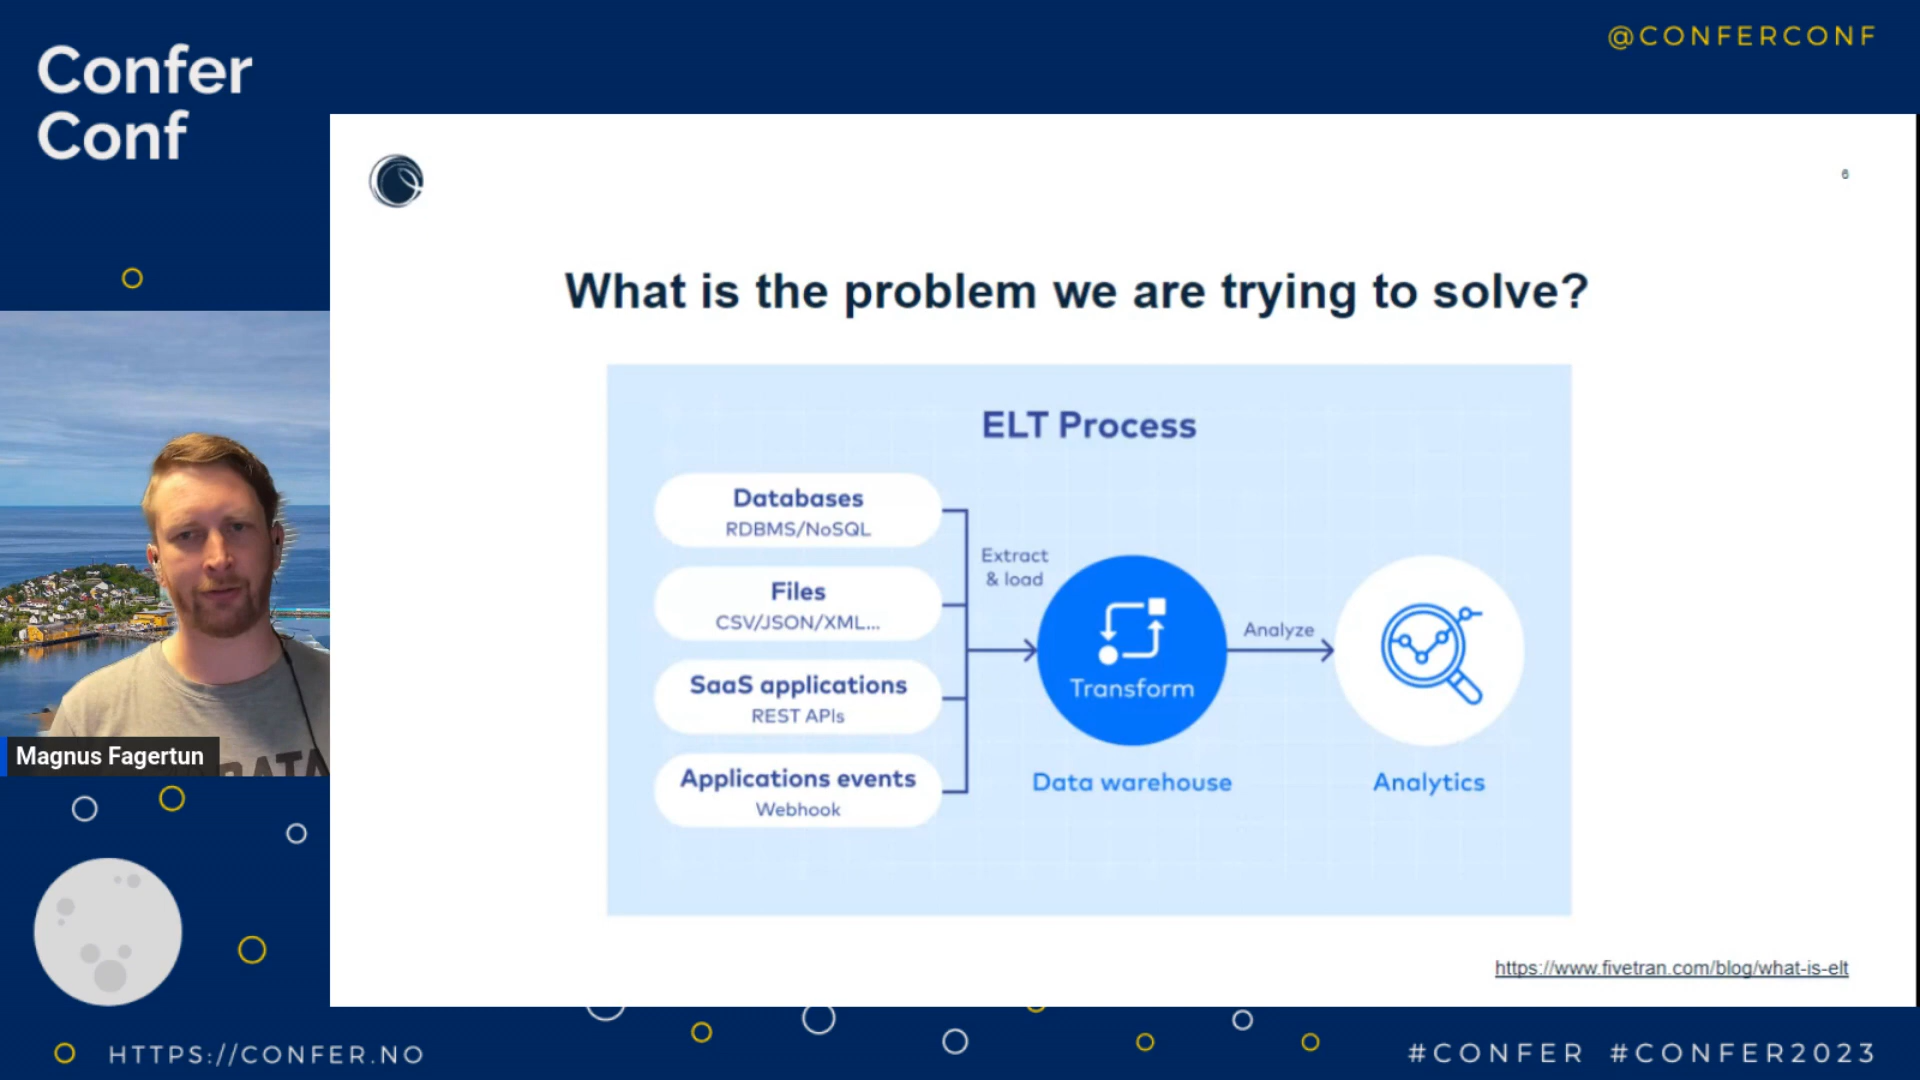 Confer
Conf
@CONFERCONF
6
What is the problem we are trying to solve?
ELT Process
Databases
RDBMS/NoSQL
Files
CSV/JSON/XML...
SaaS applications
REST APIs
Applications events
Webhook
Extract
& load
Transform
Data warehouse
Analyze
Analytics
https://www.fivetran.com/blog/what-is-elt
Magnus Fagertun
HTTPS://CONFER.NO
#CONFER #CONFER2023